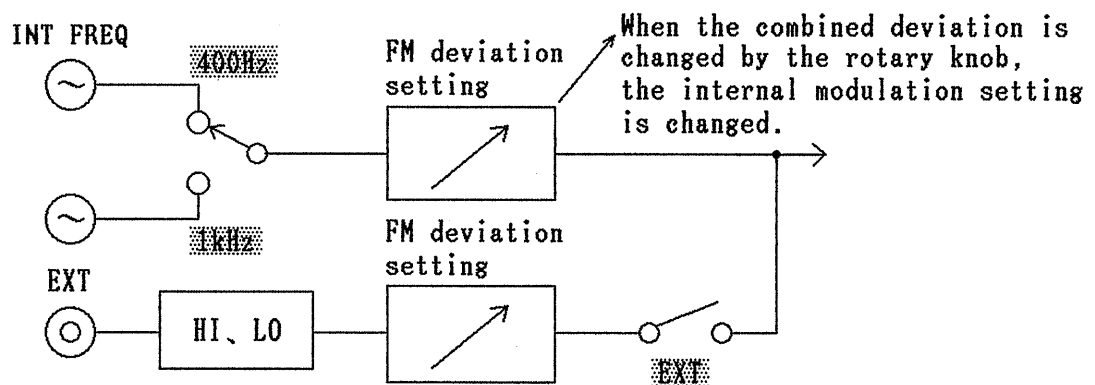 INT FREQ
400Hz
1kHz
EXT
HI、LO
FM deviation
setting
When the combined deviation is
changed by the rotary knob,
the internal modulation setting
is changed.
FM deviation
setting
EXT